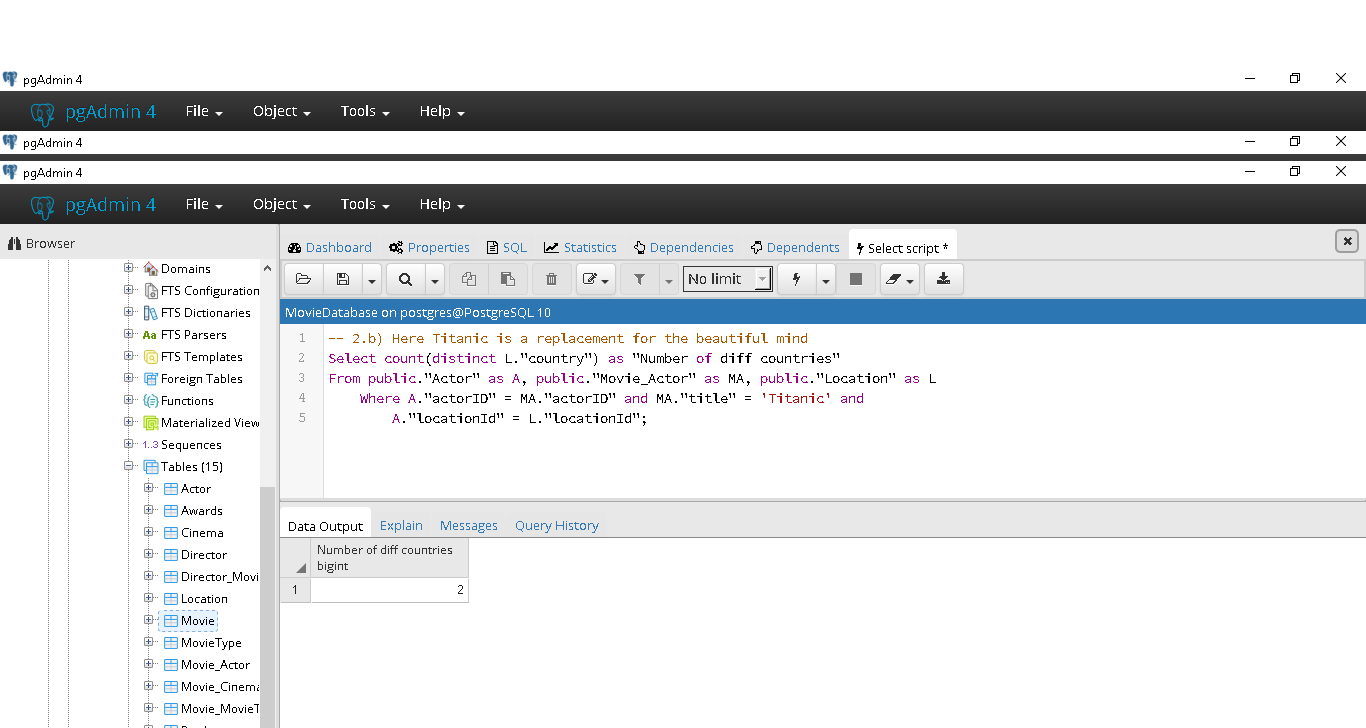 pgAdmin 4
pgAdmin 4 File Object Tools Help
pgAdmin 4
pgAdmin 4
pgAdmin 4 File Object Tools Help
Browser
Domains
FTS Configuration
FTS Dictionaries
Aa FTS Parsers
FTS Templates
Foreign Tables
Functions
Materialized View
1..3 Sequences
Tables (15)
Actor
Awards
Cinema
Director
Director_Movi
Location
Movie
MovieType
Movie_Actor
Movie_Cinema
Movie_MovieT
Dashboard Properties SQL Statistics Dependencies Dependents Select script *
No limit
MovieDatabase on postgres@PostgreSQL 10
1 -- 2.b) Here Titanic is a replacement for the beautiful mind
2 Select count(distinct L."country") as "Number of diff countries"
3 From public."Actor" as A, public."Movie_Actor" as MA, public."Location" as L
4 Where A."actorID" = MA."actorID" and MA."title" = 'Titanic' and
5 A."locationId" = L."locationId";
Data Output Explain Messages Query History
Number of diff countries
bigint
1 2